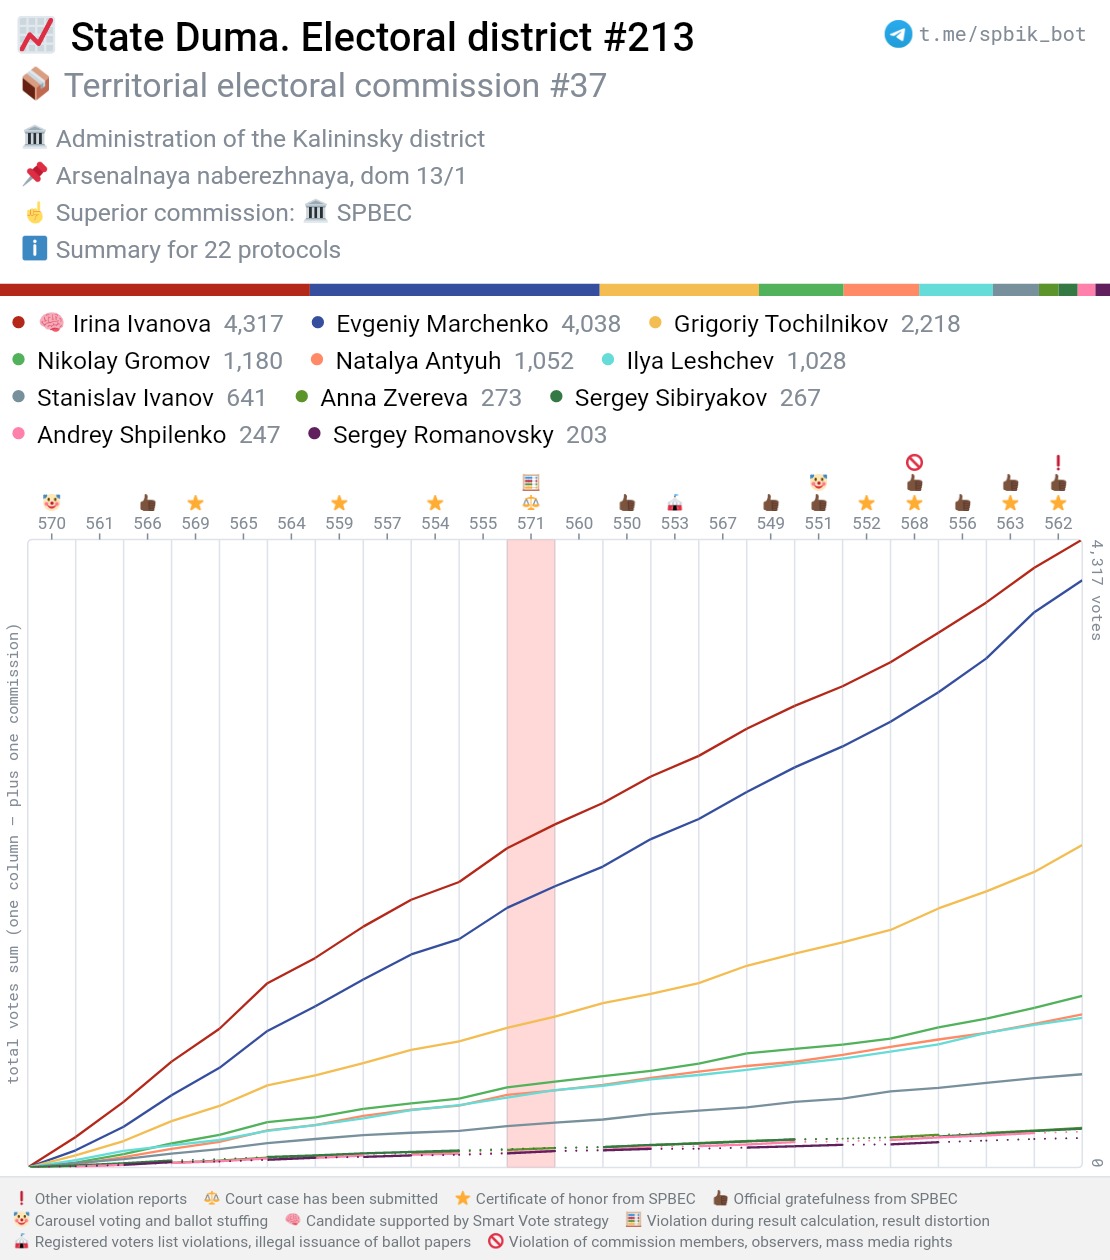 State Duma. Electoral district #213
t.me/spbik_bot
Territorial electoral commission #37
Administration of the Kalininsky district
Arsenalnaya naberezhnaya, dom 13/1
Superior commission: SPBEC
Summary for 22 protocols
Irina Ivanova 4,317 Evgeniy Marchenko 4,038 Grigoriy Tochilnikov 2,218
Nikolay Gromov 1,180 Natalya Antyuh 1,052 Ilya Leshchev 1,028
Stanislav Ivanov 641 Anna Zvereva 273 Sergey Sibiryakov 267
Andrey Shpilenko 247 Sergey Romanovsky 203
570 561 566 569 565 564 559 557 554 555 571 560 550 553 567 549 551 552 568 556 563 562
4,317 votes
total votes sum (one column – plus one commission)
0
Other violation reports Court case has been submitted Certificate of honor from SPBEC Official gratefulness from SPBEC
Carousel voting and ballot stuffing Candidate supported by Smart Vote strategy Violation during result calculation, result distortion
Registered voters list violations, illegal issuance of ballot papers Violation of commission members, observers, mass media rights